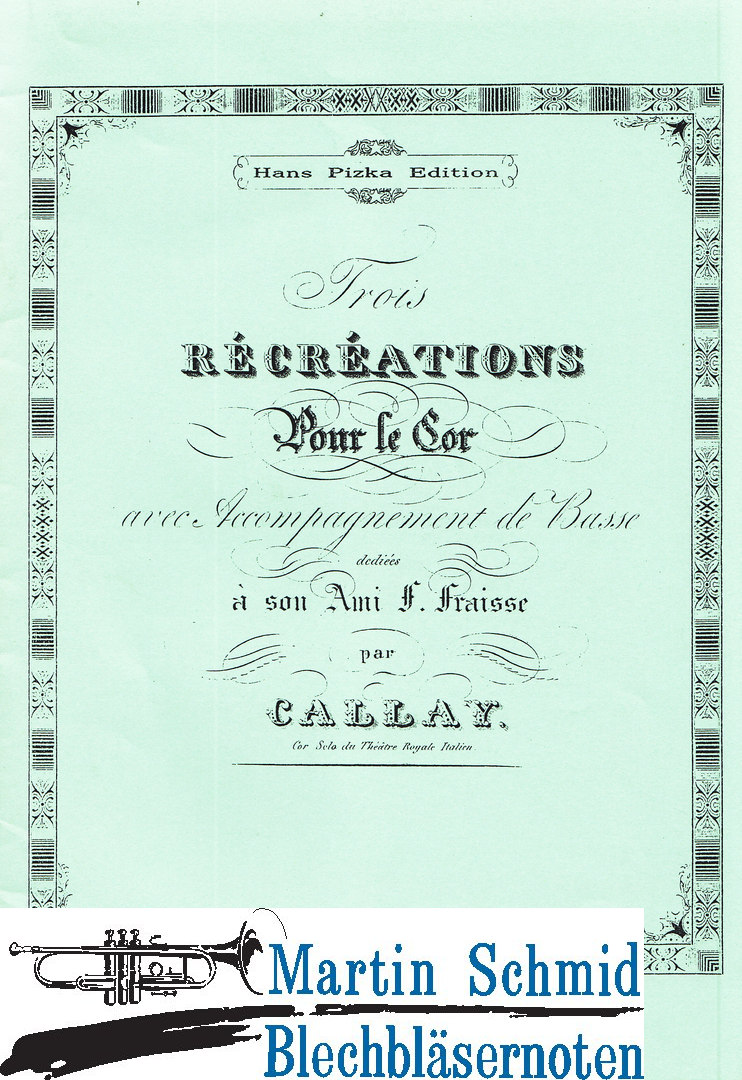 Hans Pizka Edition
Trois
RÉCRÉATIONS
Pour le Cor
avec Accompagnement de Basse
dediées
à son Ami F. Fraisse
par
CALLAY.
Cor Solo du Théâtre Royale Italien.
Martin Schmid
Blechbläsernoten